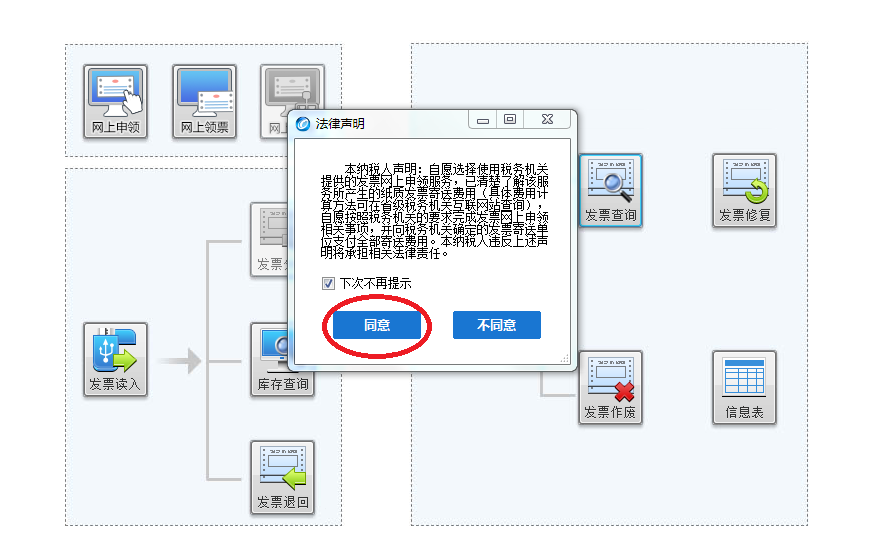 网上申领
网上领票
网上
法律声明
本纳税人声明：自愿选择使用税务机关
提供的发票网上申领服务，已清楚了解该服
务所产生的纸质发票寄送费用（具体费用计
算方法可在省级税务机关互联网站查询），
自愿按照税务机关的要求完成发票网上申领
相关事项，并向税务机关确定的发票寄送单
位支付全部寄送费用。本纳税人违反上述声
明将承担相关法律责任。
下次不再提示
同意
不同意
发票查询
发票修复
发票
发票读入
库存查询
发票作废
信息表
发票退回